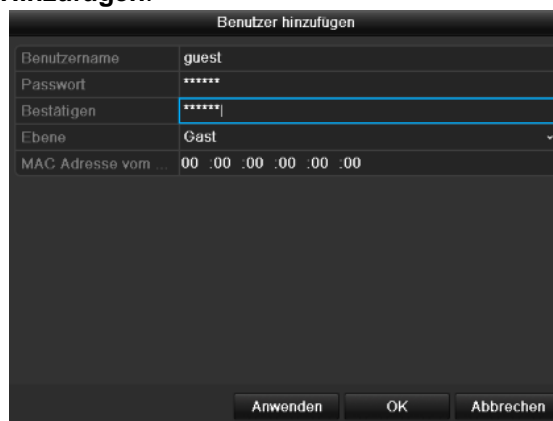 hinzufügen.
Benutzer hinzufügen
Benutzername guest
Passwort ******
Bestätigen ******
Ebene Gast
MAC Adresse vom ... 00 :00 :00 :00 :00 :00
Anwenden OK Abbrechen